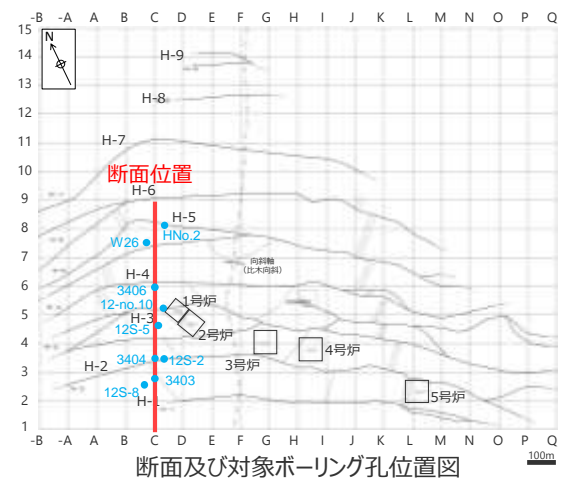 -B -A A B C D E F G H I J K L M N O P Q
15
14
13
12
11
10
9
8
7
6
5
4
3
2
1
N
H-9
H-8
H-7
断面位置
H-6
H-5
HNo.2
W26
向斜軸
(比木向斜)
H-4
3406
12-no.10
1号炉
H-3
12S-5
2号炉
3号炉
4号炉
3404
12S-2
H-2
3403
12S-8
5号炉
H-1
-B -A A B C D E F G H I J K L M N O P Q
100m
断面及び対象ボーリング孔位置図